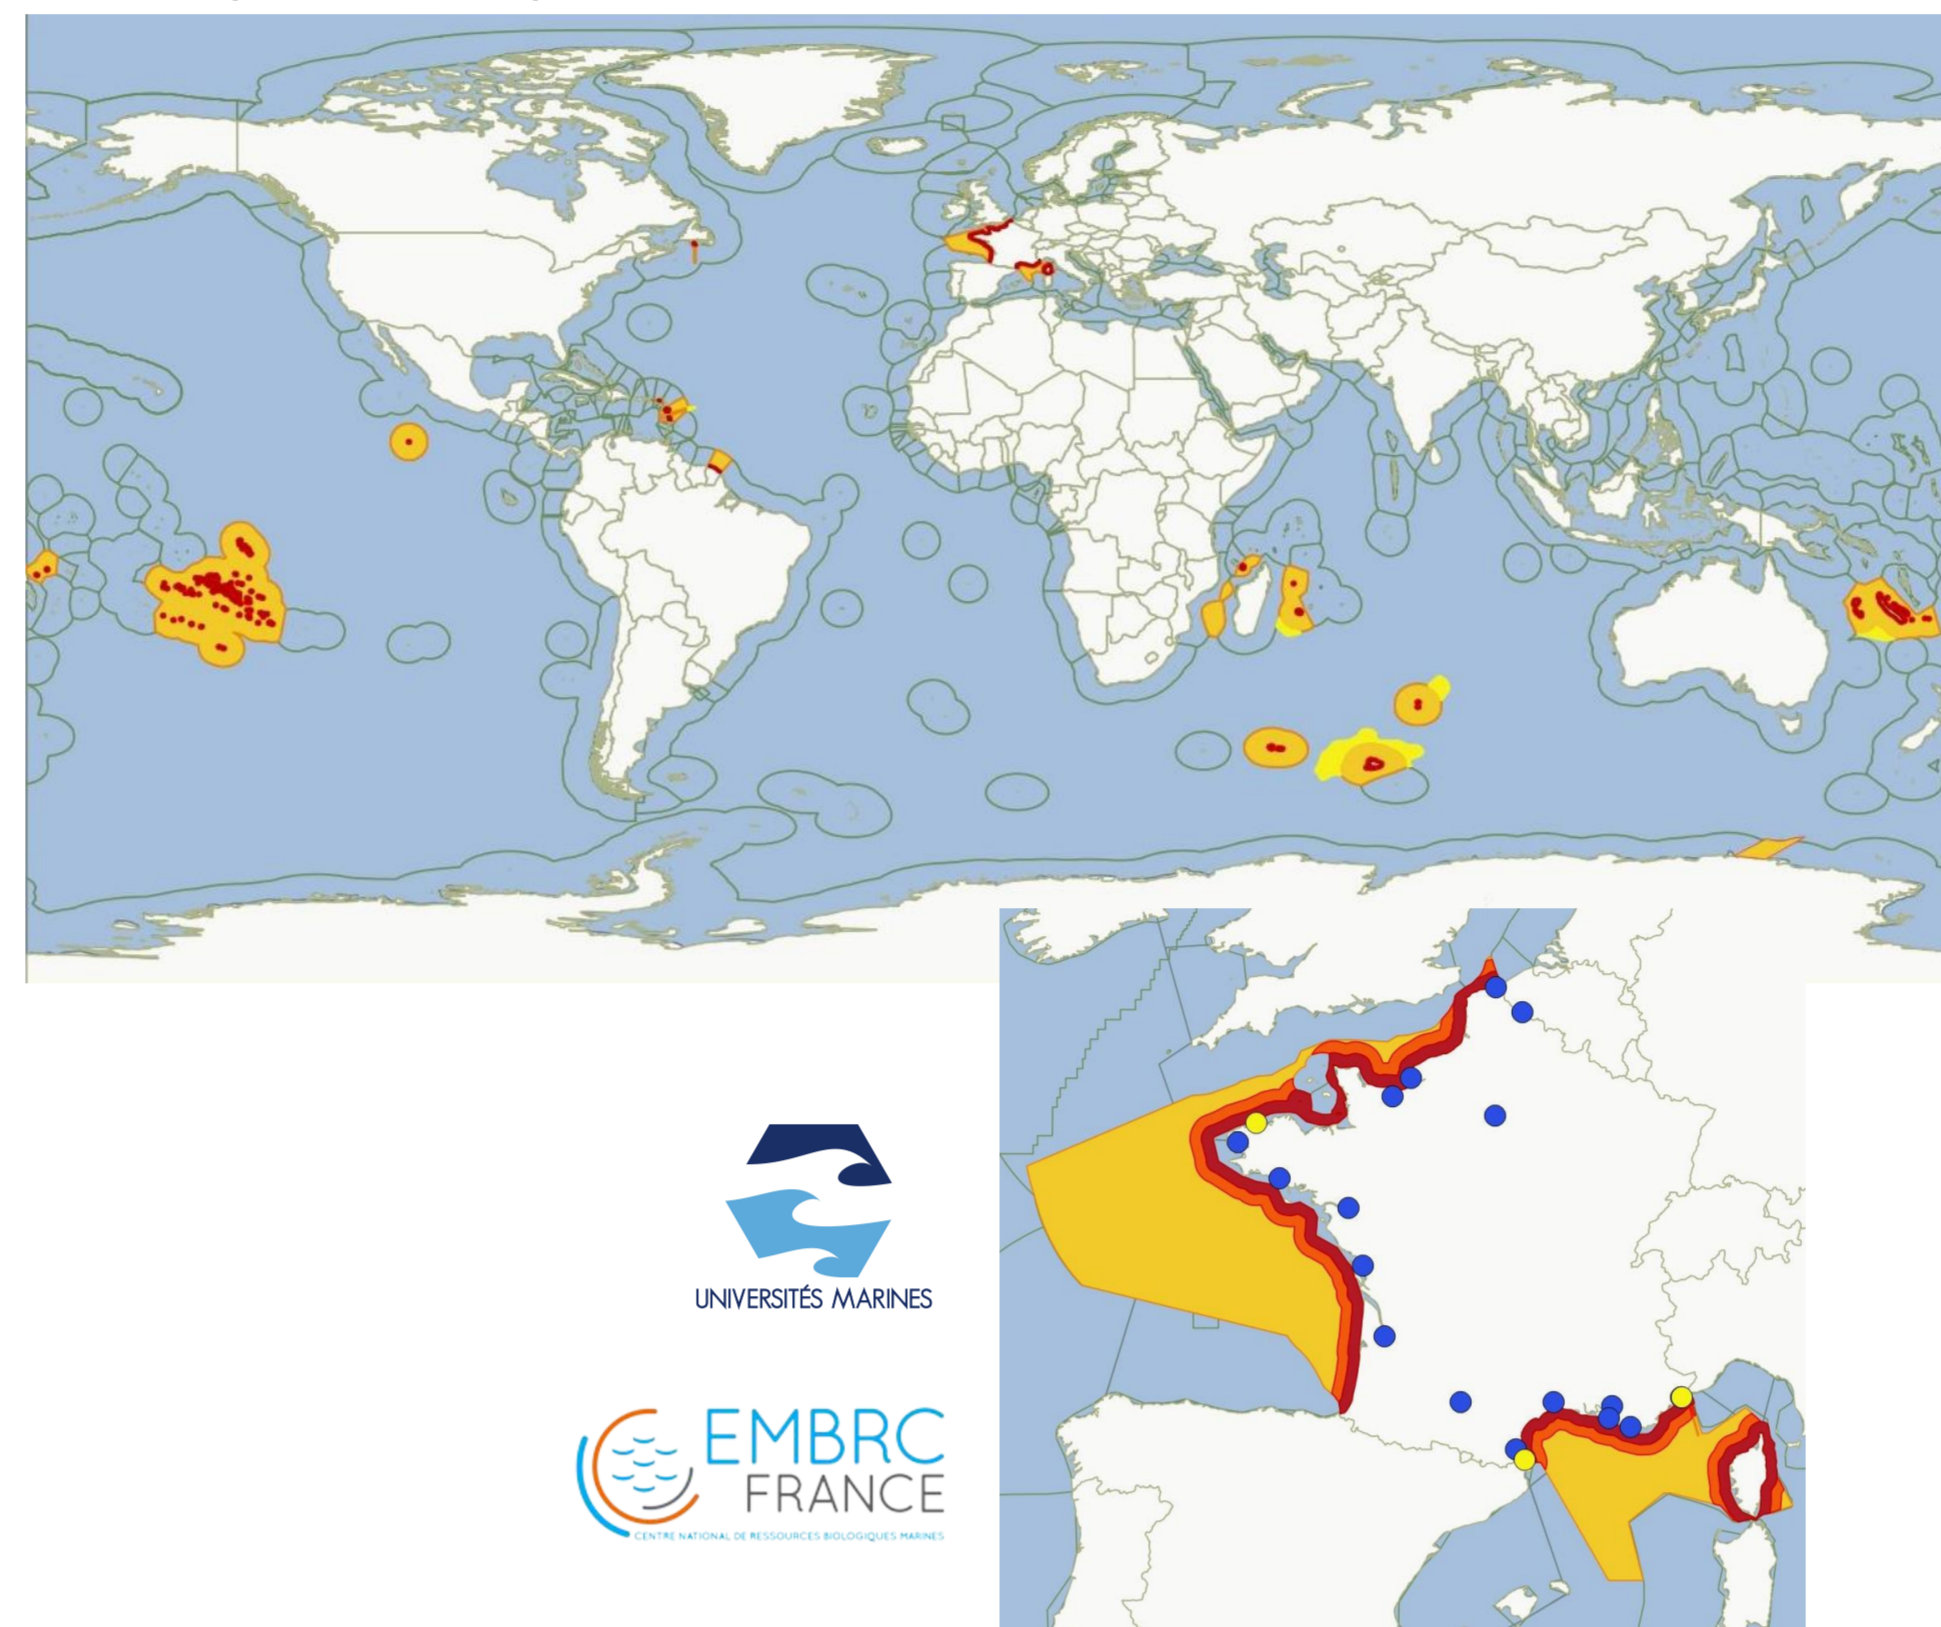 UNIVERSITÉS MARINES
EMBRC
FRANCE
CENTRE NATIONAL DE RESSOURCES BIOLOGIQUES MARINES